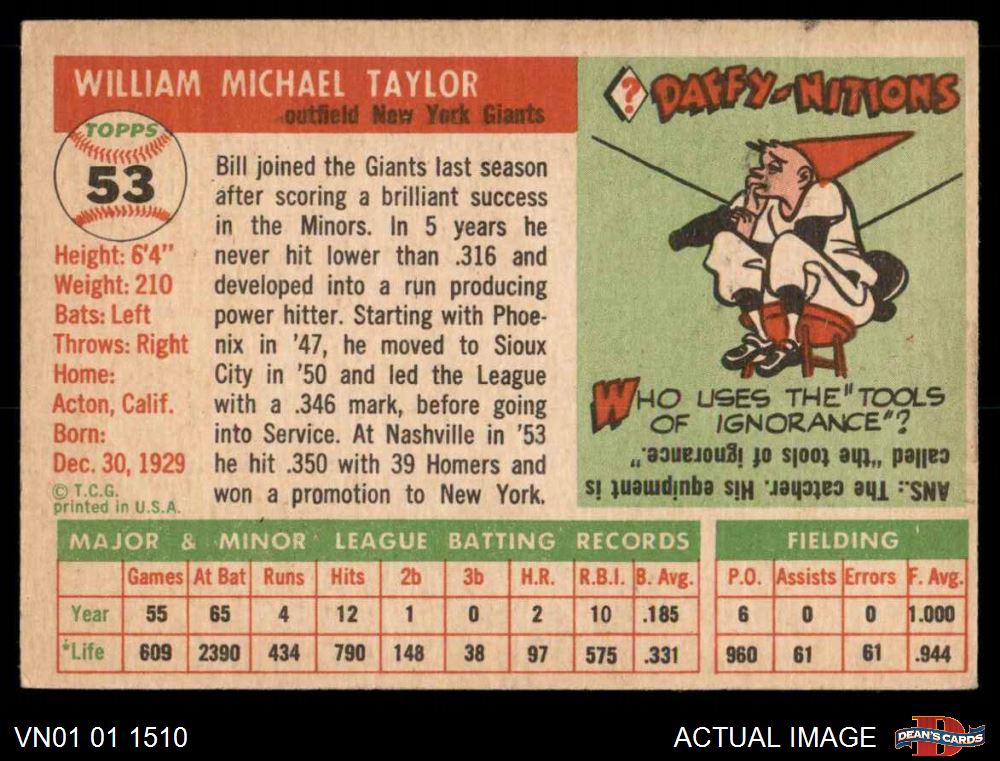 WILLIAM MICHAEL TAYLOR
outfield New York Giants
TOPPS
53
Height: 6'4"
Weight: 210
Bats: Left
Throws: Right
Home:
Acton, Calif.
Born:
Dec. 30, 1929
© T.C.G.
printed in U.S.A.
Bill joined the Giants last season
after scoring a brilliant success
in the Minors. In 5 years he
never hit lower than .316 and
developed into a run producing
power hitter. Starting with Phoe-
nix in '47, he moved to Sioux
City in '50 and led the League
with a .346 mark, before going
into Service. At Nashville in '53
he hit .350 with 39 Homers and
won a promotion to New York.
? DAFFY-NITIONS
WHO USES THE "TOOLS
OF IGNORANCE"?
ANS.: The catcher. His equipment is
called "the tools of ignorance."
MAJOR & MINOR LEAGUE BATTING RECORDS
Games At Bat Runs Hits 2b 3b H.R. R.B.I. B. Avg.
Year 55 65 4 12 1 0 2 10 .185
*Life 609 2390 434 790 148 38 97 575 .331
FIELDING
P.O. Assists Errors F. Avg.
6 0 0 1.000
960 61 61 .944
VN01 01 1510
ACTUAL IMAGE
D
DEAN'S CARDS